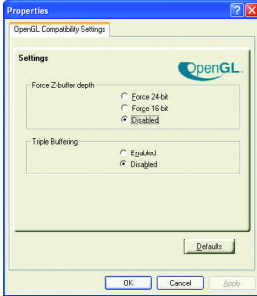 Properties
OpenGL Compatibility Settings
Settings
OpenGL
Force Z-buffer depth
Force 24-bit
Force 16-bit
Disabled
Triple Buffering
Enabled
Disabled
Defaults
OK
Cancel
Apply